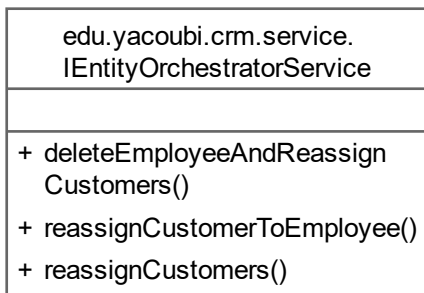 edu.yacoubi.crm.service.
IEntityOrchestratorService
+ deleteEmployeeAndReassign
Customers()
+ reassignCustomerToEmployee()
+ reassignCustomers()